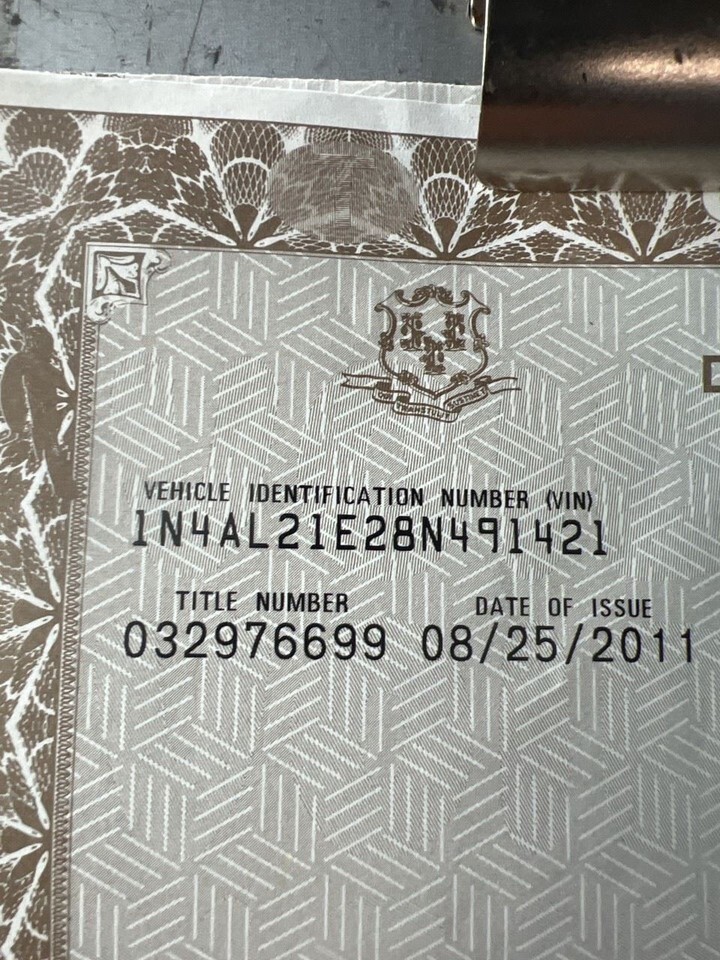 VEHICLE IDENTIFICATION NUMBER (VIN)
1N4AL21E28N491421
TITLE NUMBER DATE OF ISSUE
032976699 08/25/2011